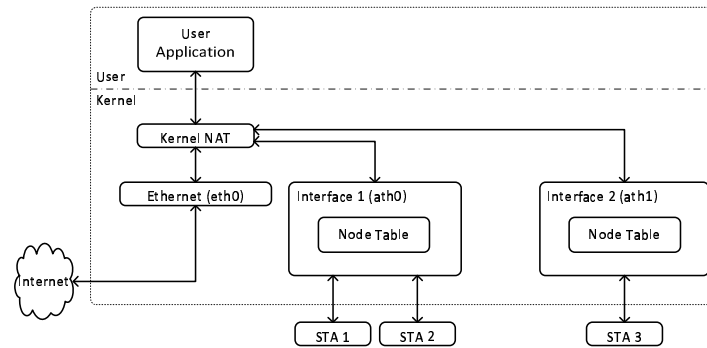 User
Application
User
Kernel
Kernel NAT
Ethernet (eth0)
Interface 1 (ath0)
Node Table
Interface 2 (ath1)
Node Table
Internet
STA 1
STA 2
STA 3